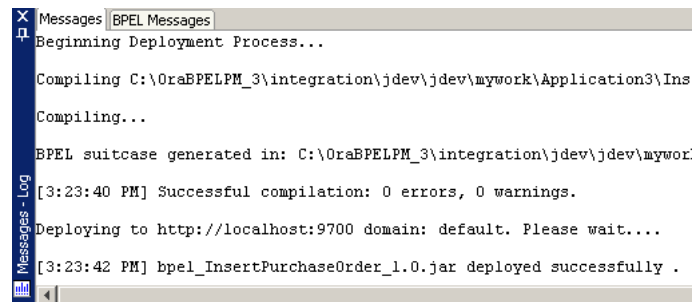 Messages BPEL Messages
Beginning Deployment Process...
Compiling C:\OraBPELPM_3\integration\jdev\jdev\mywork\Application3\Ins
Compiling...
BPEL suitcase generated in: C:\OraBPELPM_3\integration\jdev\jdev\mywor
[3:23:40 PM] Successful compilation: 0 errors, 0 warnings.
Deploying to http://localhost:9700 domain: default. Please wait....
[3:23:42 PM] bpel_InsertPurchaseOrder_1.0.jar deployed successfully .
Messages - Log